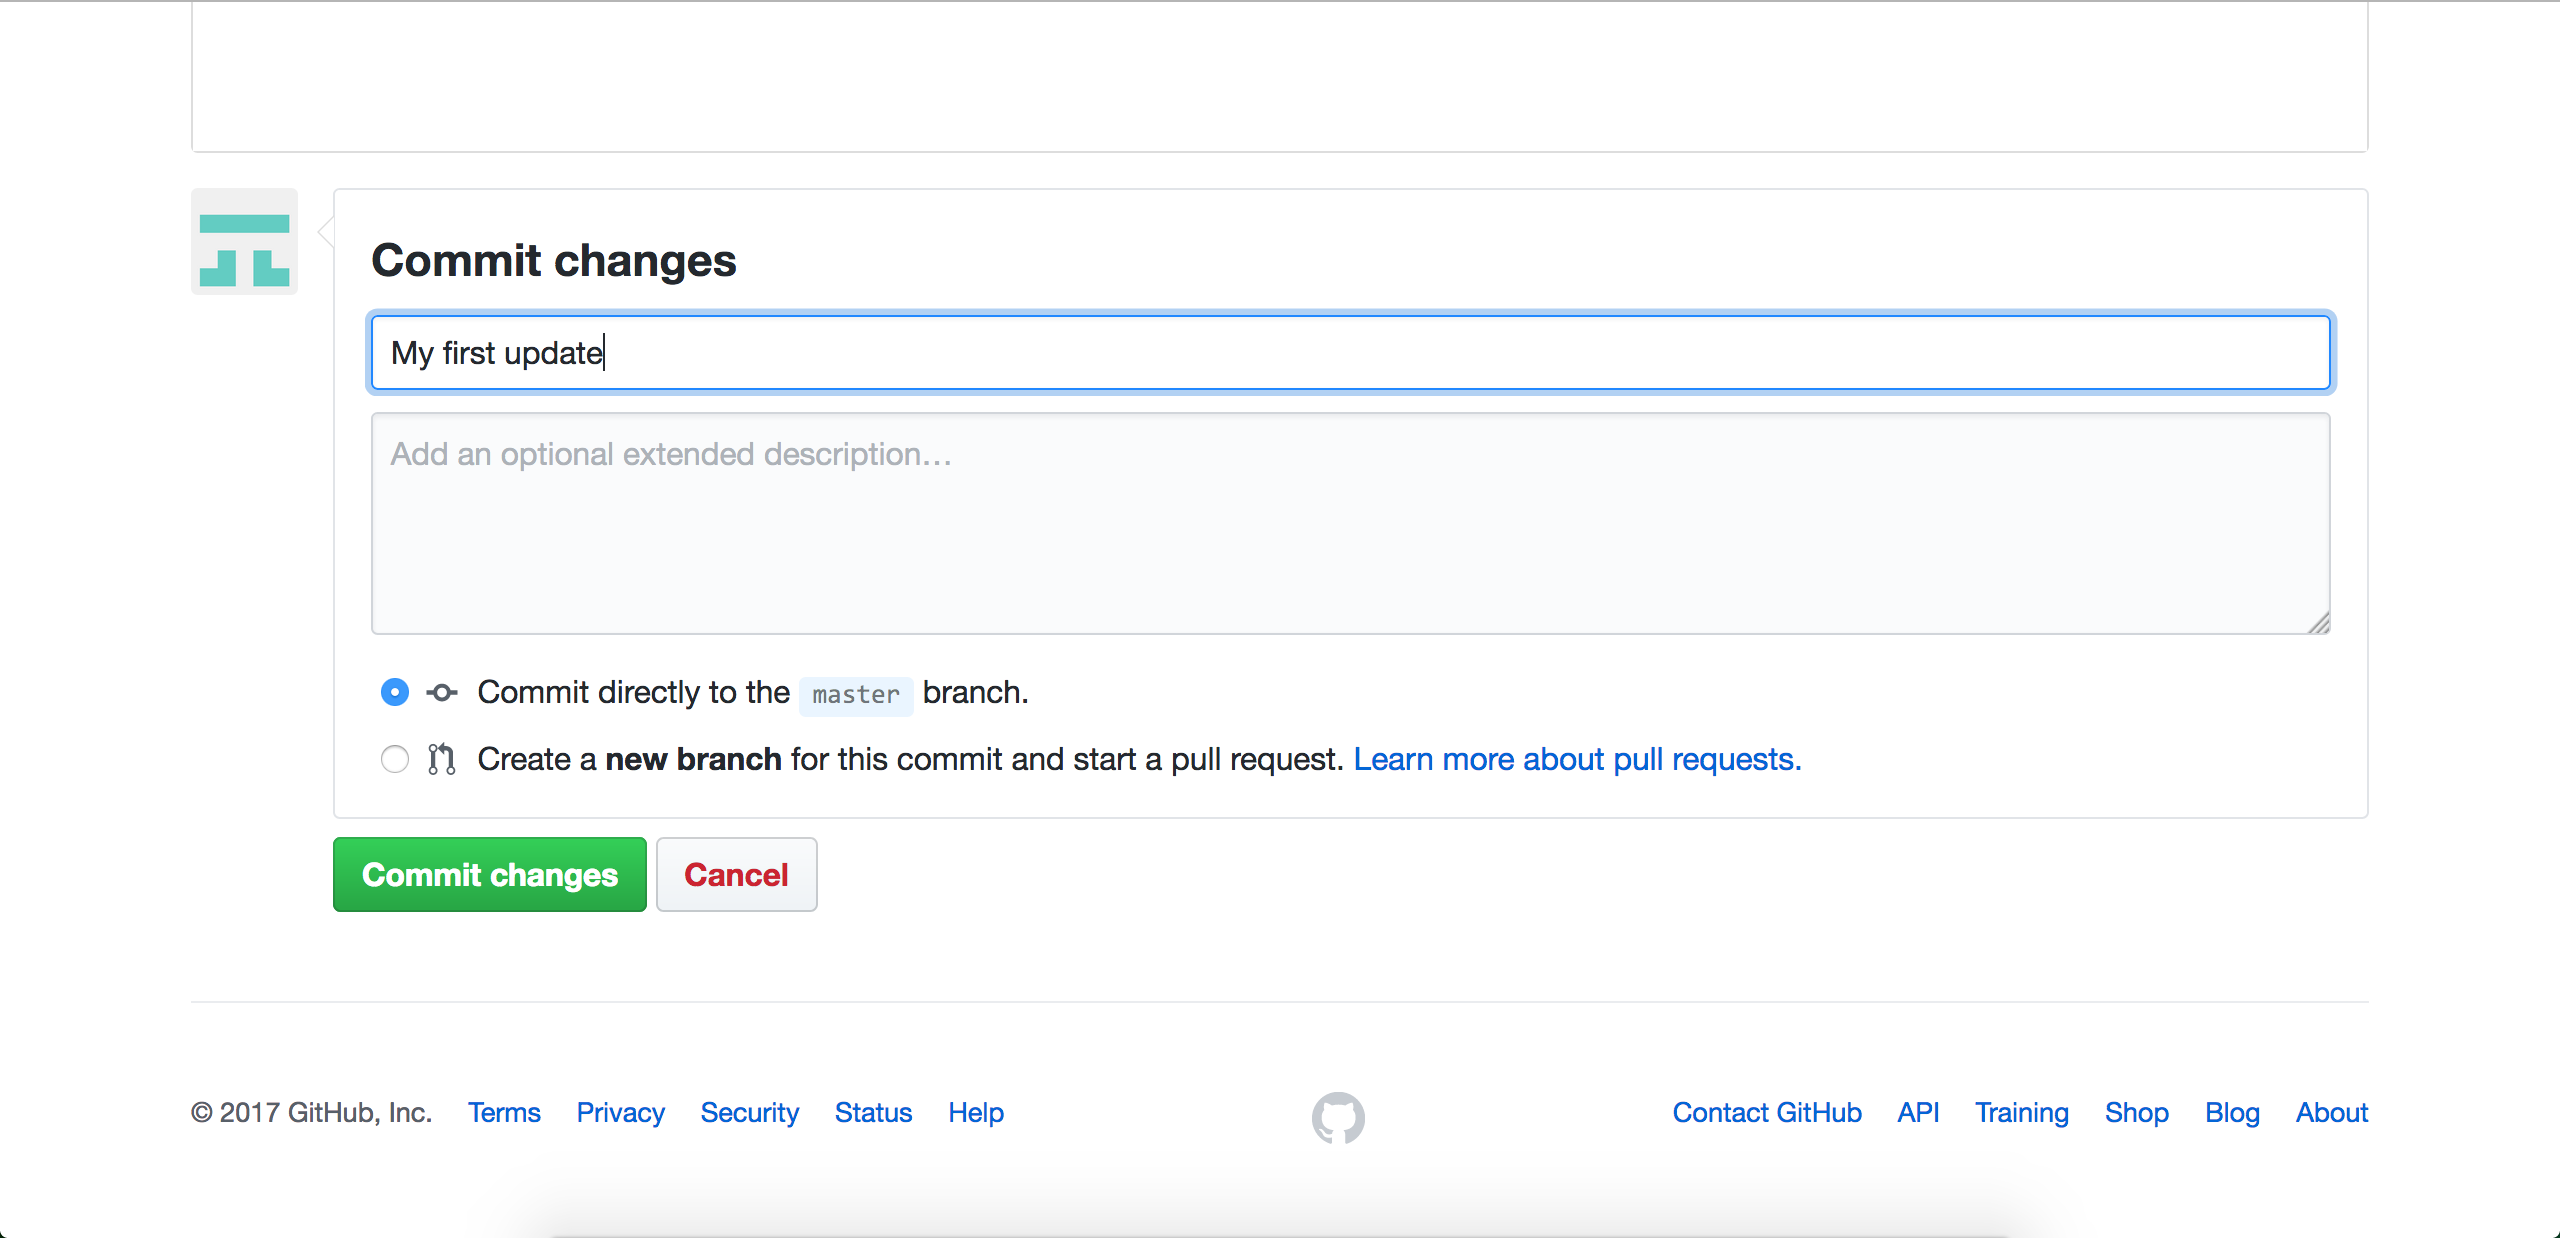 Commit changes
My first update
Add an optional extended description…
Commit directly to the master branch.
Create a new branch for this commit and start a pull request. Learn more about pull requests.
Commit changes Cancel
© 2017 GitHub, Inc. Terms Privacy Security Status Help Contact GitHub API Training Shop Blog About